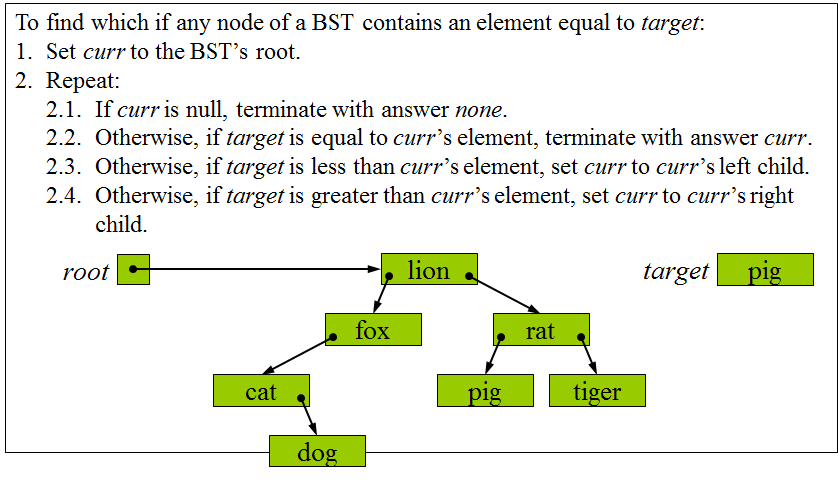 To find which if any node of a BST contains an element equal to target:
1. Set curr to the BST’s root.
2. Repeat:
2.1. If curr is null, terminate with answer none.
2.2. Otherwise, if target is equal to curr’s element, terminate with answer curr.
2.3. Otherwise, if target is less than curr’s element, set curr to curr’s left child.
2.4. Otherwise, if target is greater than curr’s element, set curr to curr’s right
child.
root lion target pig
fox rat
cat pig tiger
dog